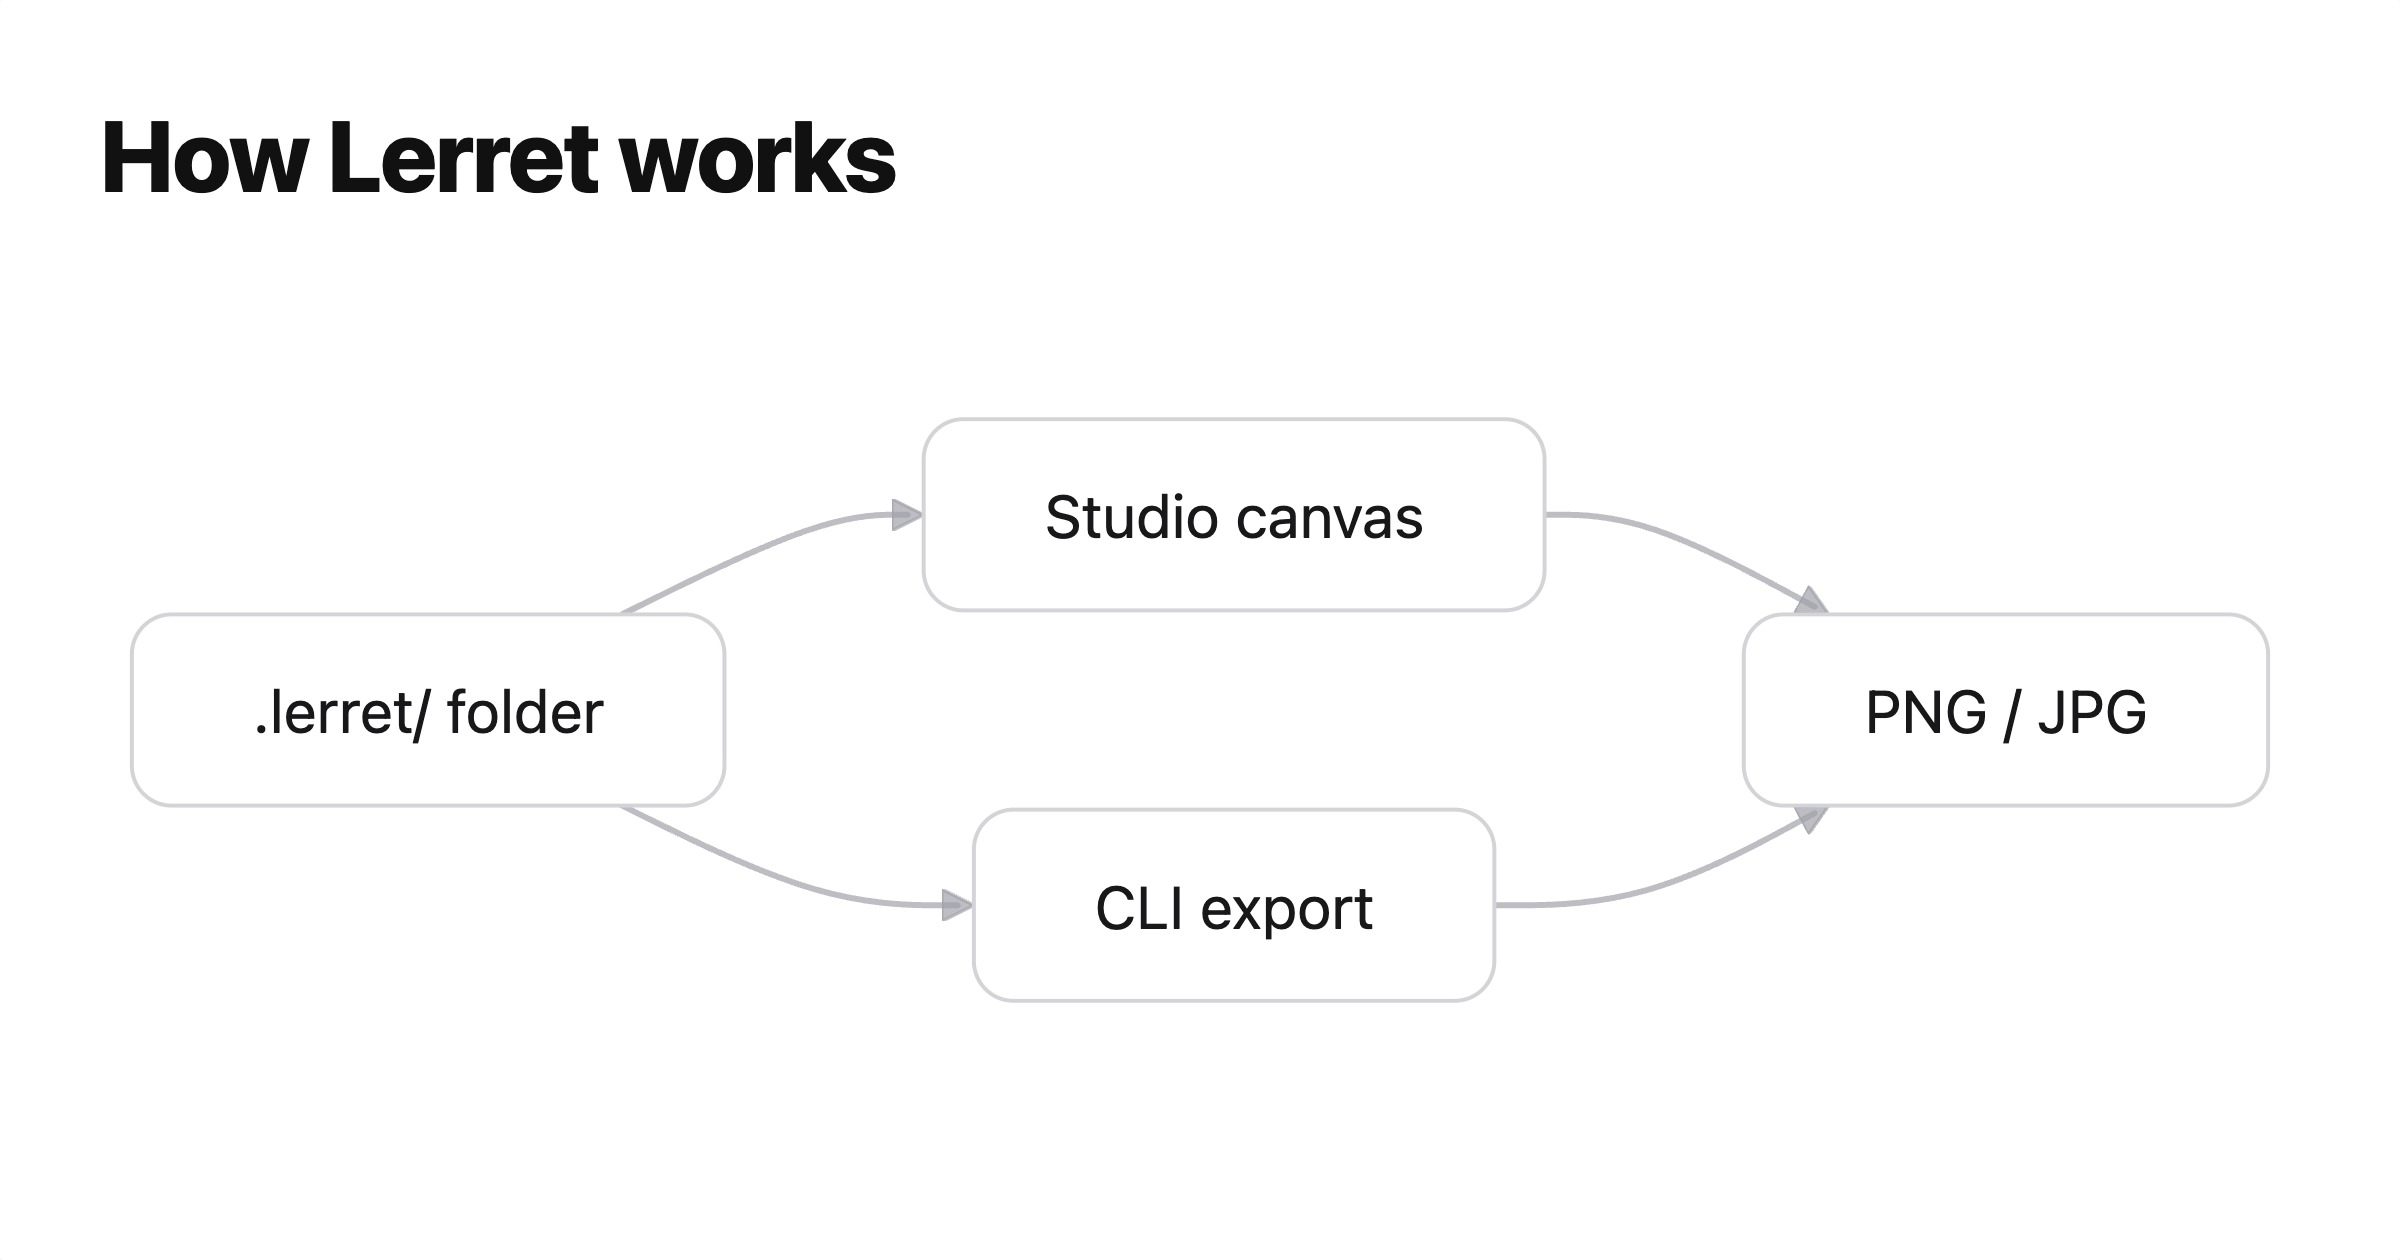 How Lerret works
Studio canvas
.lerret/ folder
PNG / JPG
CLI export